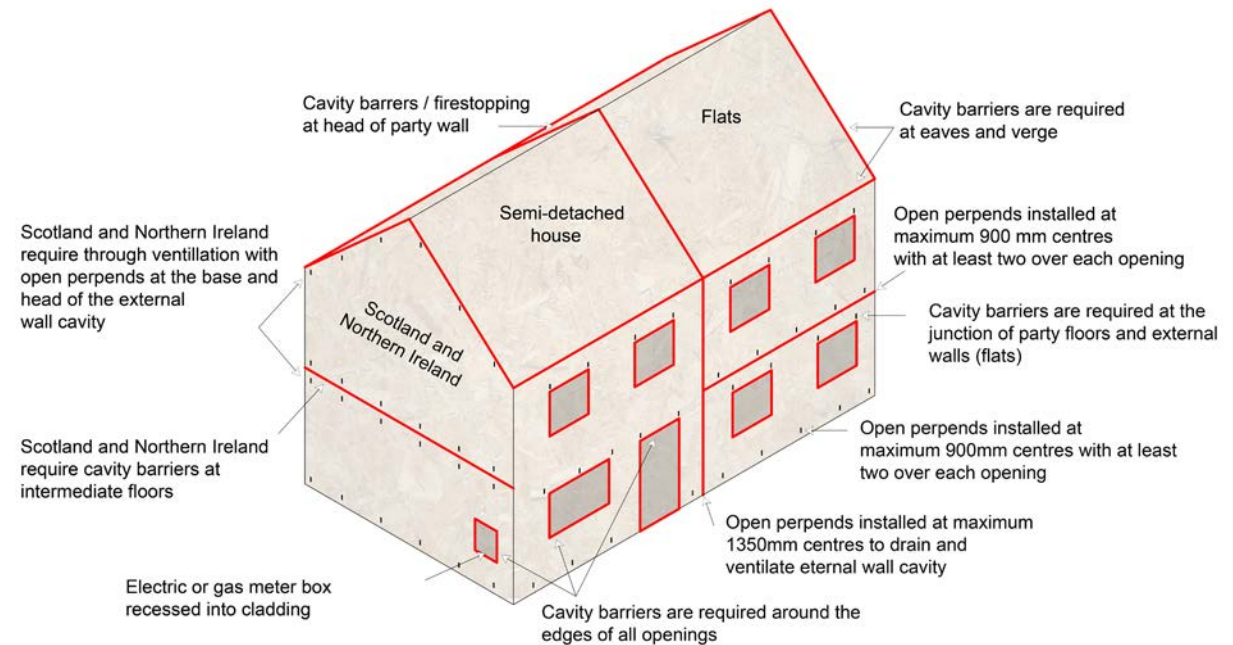 Cavity barrers / firestopping
at head of party wall
Flats
Cavity barriers are required
at eaves and verge
Semi-detached
house
Scotland and Northern Ireland
require through ventillation with
open perpends at the base and
head of the external
wall cavity
Open perpends installed at
maximum 900 mm centres
with at least two over each opening
Scotland and
Northern Ireland
Cavity barriers are required at the
junction of party floors and external
walls (flats)
Scotland and Northern Ireland
require cavity barriers at
intermediate floors
Open perpends installed at
maximum 900mm centres with at least
two over each opening
Open perpends installed at maximum
1350mm centres to drain and
ventilate eternal wall cavity
Electric or gas meter box
recessed into cladding
Cavity barriers are required around the
edges of all openings